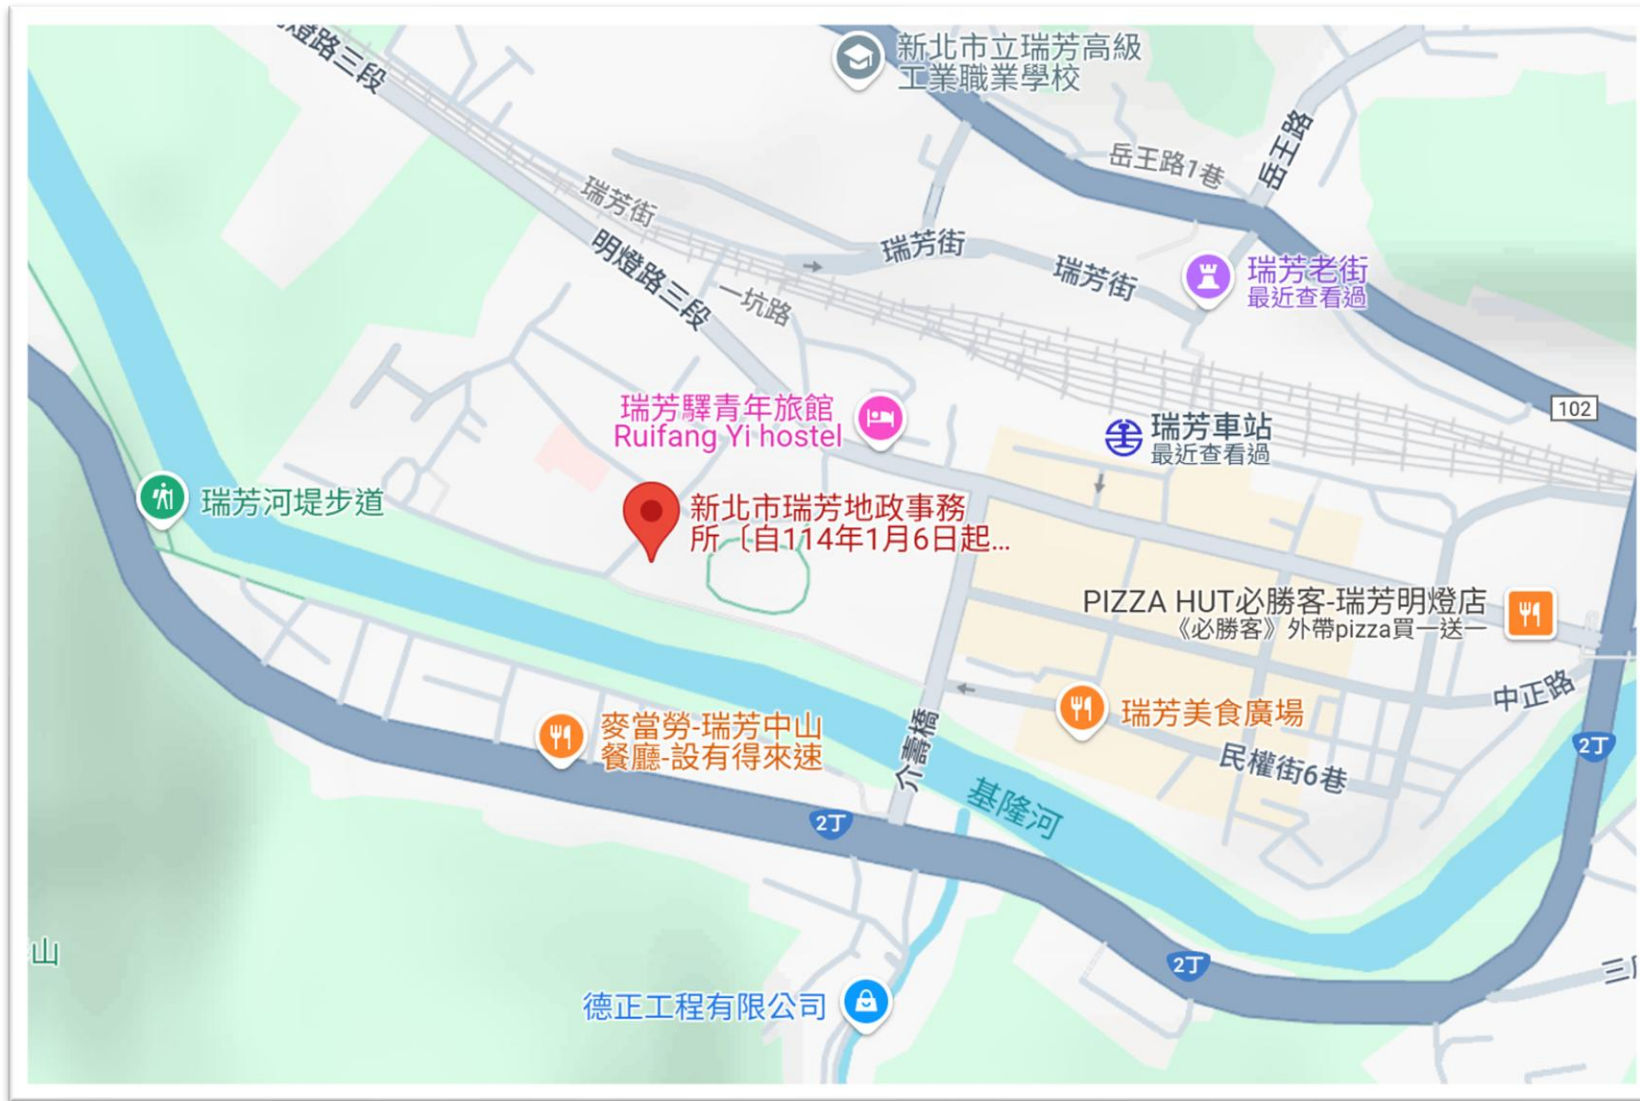 燈路三段
新北市立瑞芳高級
工業職業學校
岳王路1巷
岳王路
瑞芳街
瑞芳街
瑞芳街
明燈路三段
一坑路
瑞芳老街
最近查看過
瑞芳驛青年旅館
Ruifang Yi hostel
瑞芳車站
最近查看過
102
瑞芳河堤步道
新北市瑞芳地政事務
所〔自114年1月6日起...
PIZZA HUT必勝客-瑞芳明燈店
《必勝客》外帶pizza買一送一
中正路
瑞芳美食廣場
麥當勞-瑞芳中山
餐廳-設有得來速
介壽橋
民權街6巷
2丁
基隆河
2丁
山
2丁
三
德正工程有限公司